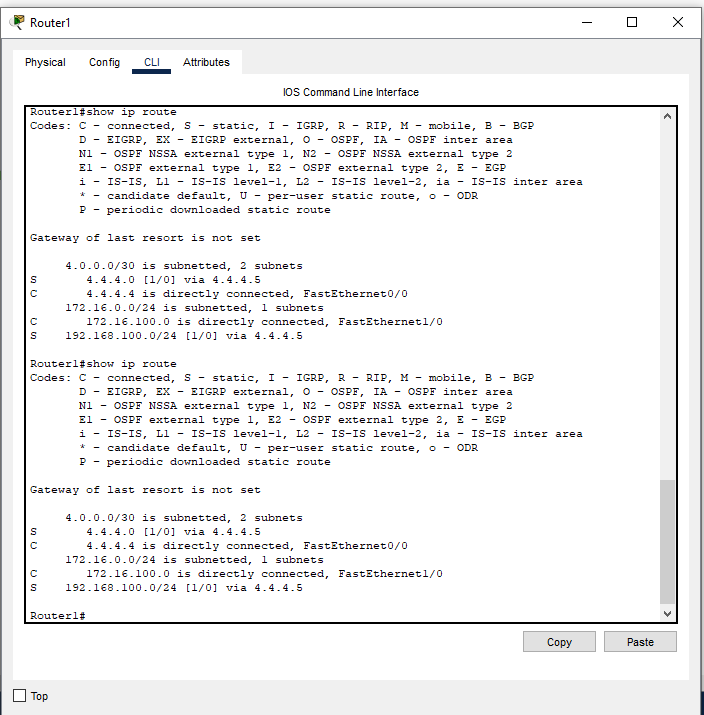 Router1
Physical Config CLI Attributes
IOS Command Line Interface
Router1#show ip route
Codes: C - connected, S - static, I - IGRP, R - RIP, M - mobile, B - BGP
D - EIGRP, EX - EIGRP external, O - OSPF, IA - OSPF inter area
N1 - OSPF NSSA external type 1, N2 - OSPF NSSA external type 2
E1 - OSPF external type 1, E2 - OSPF external type 2, E - EGP
i - IS-IS, L1 - IS-IS level-1, L2 - IS-IS level-2, ia - IS-IS inter area
* - candidate default, U - per-user static route, o - ODR
P - periodic downloaded static route
Gateway of last resort is not set
4.0.0.0/30 is subnetted, 2 subnets
S 4.4.4.0 [1/0] via 4.4.4.5
C 4.4.4.4 is directly connected, FastEthernet0/0
172.16.0.0/24 is subnetted, 1 subnets
C 172.16.100.0 is directly connected, FastEthernet1/0
S 192.168.100.0/24 [1/0] via 4.4.4.5
Router1#show ip route
Codes: C - connected, S - static, I - IGRP, R - RIP, M - mobile, B - BGP
D - EIGRP, EX - EIGRP external, O - OSPF, IA - OSPF inter area
N1 - OSPF NSSA external type 1, N2 - OSPF NSSA external type 2
E1 - OSPF external type 1, E2 - OSPF external type 2, E - EGP
i - IS-IS, L1 - IS-IS level-1, L2 - IS-IS level-2, ia - IS-IS inter area
* - candidate default, U - per-user static route, o - ODR
P - periodic downloaded static route
Gateway of last resort is not set
4.0.0.0/30 is subnetted, 2 subnets
S 4.4.4.0 [1/0] via 4.4.4.5
C 4.4.4.4 is directly connected, FastEthernet0/0
172.16.0.0/24 is subnetted, 1 subnets
C 172.16.100.0 is directly connected, FastEthernet1/0
S 192.168.100.0/24 [1/0] via 4.4.4.5
Router1#
Copy Paste
Top